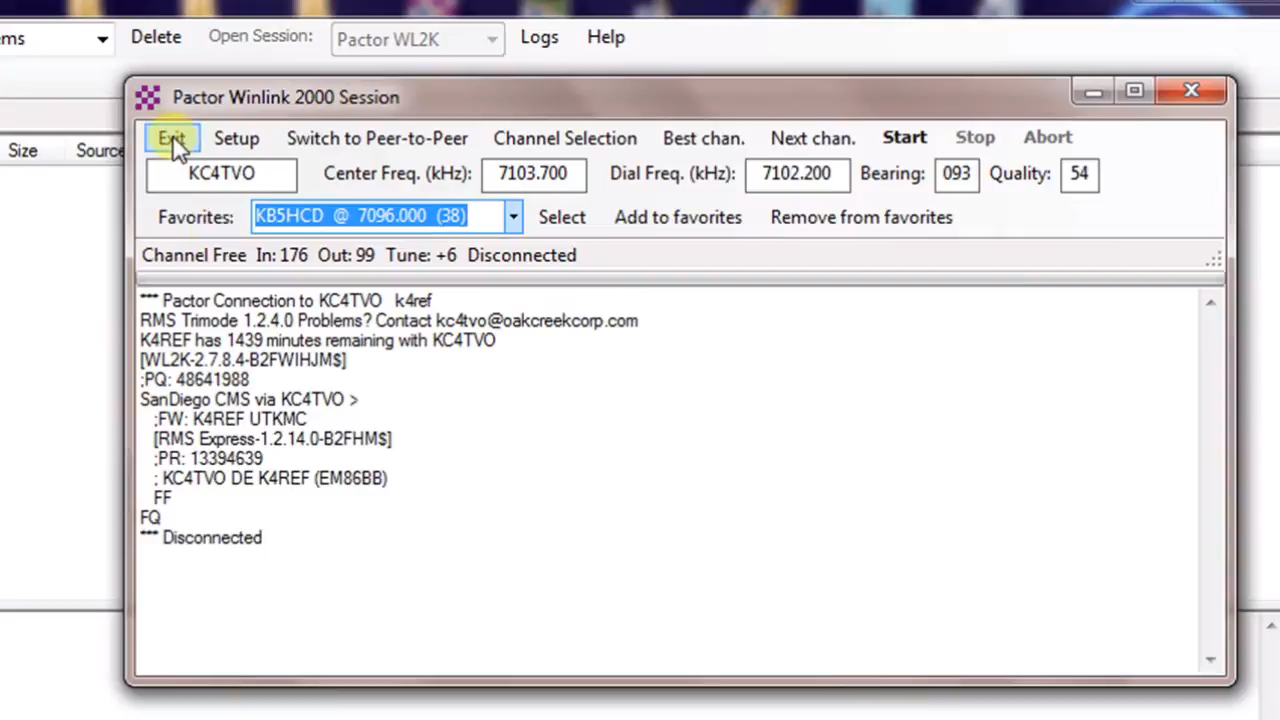 ems Delete Open Session: Pactor WL2K Logs Help
Pactor Winlink 2000 Session
Size Source
Exit Setup Switch to Peer-to-Peer Channel Selection Best chan. Next chan. Start Stop Abort
KC4TVO Center Freq. (kHz): 7103.700 Dial Freq. (kHz): 7102.200 Bearing: 093 Quality: 54
Favorites: KB5HCD @ 7096.000 (38) Select Add to favorites Remove from favorites
Channel Free In: 176 Out: 99 Tune: +6 Disconnected
*** Pactor Connection to KC4TVO k4ref
RMS Trimode 1.2.4.0 Problems? Contact kc4tvo@oakcreekcorp.com
K4REF has 1439 minutes remaining with KC4TVO
[WL2K-2.7.8.4-B2FWIHJM$]
;PQ: 48641988
SanDiego CMS via KC4TVO >
;FW: K4REF UTKMC
[RMS Express-1.2.14.0-B2FHM$]
;PR: 13394639
; KC4TVO DE K4REF (EM86BB)
FF
FQ
*** Disconnected